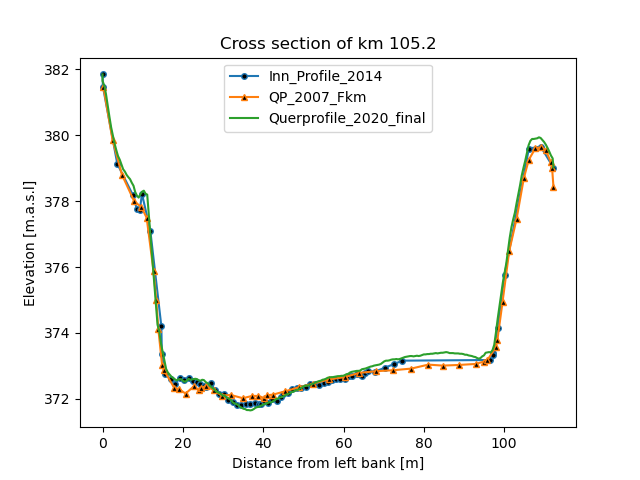 Cross section of km 105.2
Inn_Profile_2014
QP_2007_Fkm
Querprofile_2020_final
Elevation [m.a.s.l]
382
380
378
376
374
372
0 20 40 60 80 100
Distance from left bank [m]